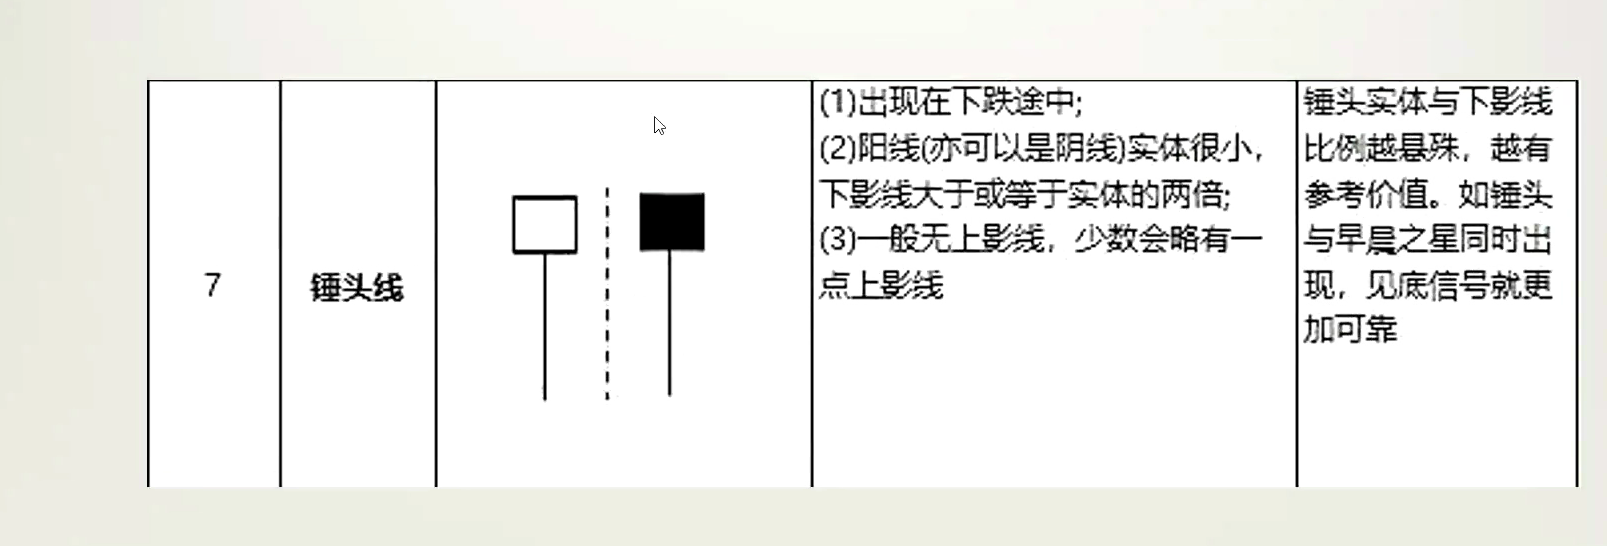 7
锤头线
(1)出现在下跌途中;
(2)阳线(亦可以是阴线)实体很小,
下影线大于或等于实体的两倍;
(3)一般无上影线，少数会略有一
点上影线
锤头实体与下影线
比例越悬殊，越有
参考价值。如锤头
与早晨之星同时出
现，见底信号就更
加可靠